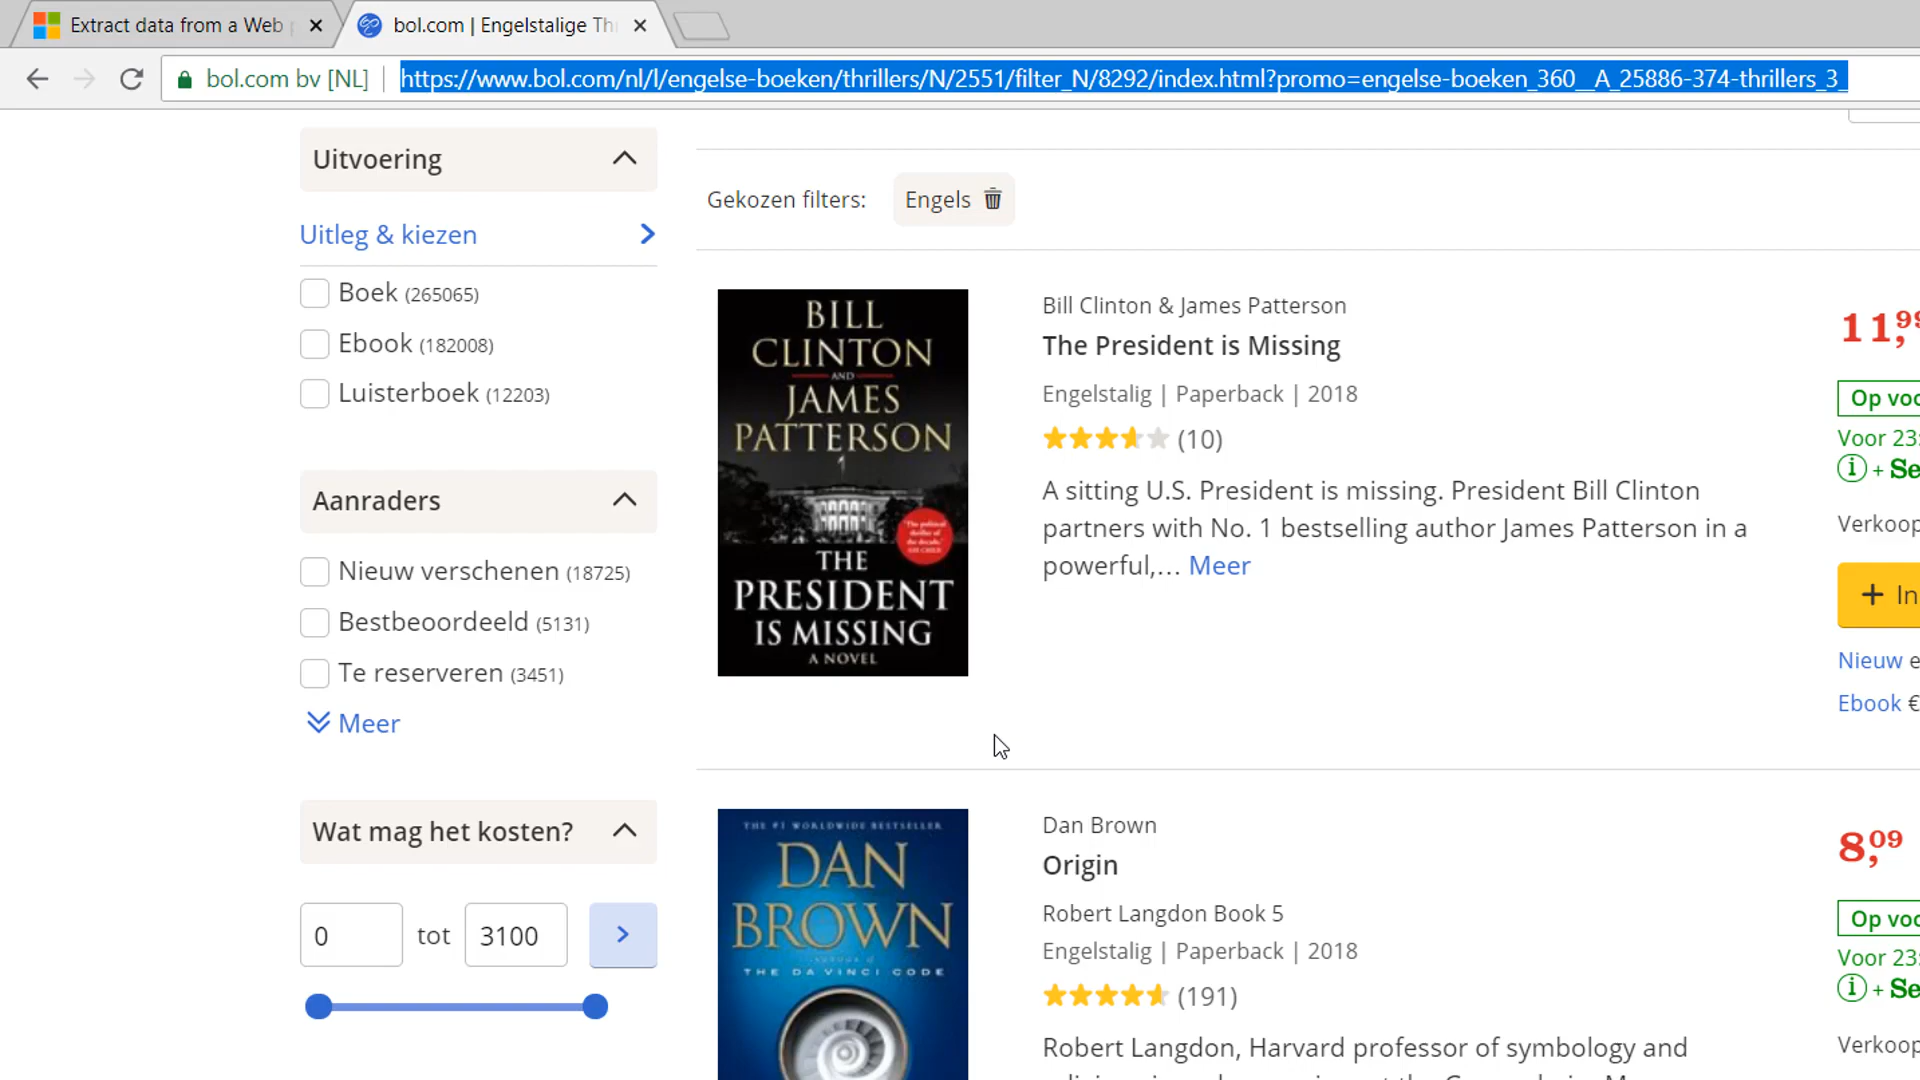 Extract data from a Web
bol.com | Engelstalige Th
bol.com bv [NL]
https://www.bol.com/nl/l/engelse-boeken/thrillers/N/2551/filter_N/8292/index.html?promo=engelse-boeken_360__A_25886-374-thrillers_3_
Uitvoering
Uitleg & kiezen
Boek (265065)
Ebook (182008)
Luisterboek (12203)
Aanraders
Nieuw verschenen (18725)
Bestbeoordeeld (5131)
Te reserveren (3451)
Meer
Wat mag het kosten?
0 tot 3100
Gekozen filters: Engels
BILL
CLINTON
AND
JAMES
PATTERSON
THE
PRESIDENT
IS MISSING
A NOVEL
Bill Clinton & James Patterson
The President is Missing
Engelstalig | Paperback | 2018
(10)
A sitting U.S. President is missing. President Bill Clinton
partners with No. 1 bestselling author James Patterson in a
powerful,... Meer
11,99
Op voo
Voor 23:
+ Se
Verkoop
+ In
Nieuw e
Ebook €
THE #1 WORLDWIDE BESTSELLER
DAN
BROWN
THE DA VINCI CODE
Dan Brown
Origin
Robert Langdon Book 5
Engelstalig | Paperback | 2018
(191)
Robert Langdon, Harvard professor of symbology and
8,09
Op voo
Voor 23:
+ Se
Verkoop